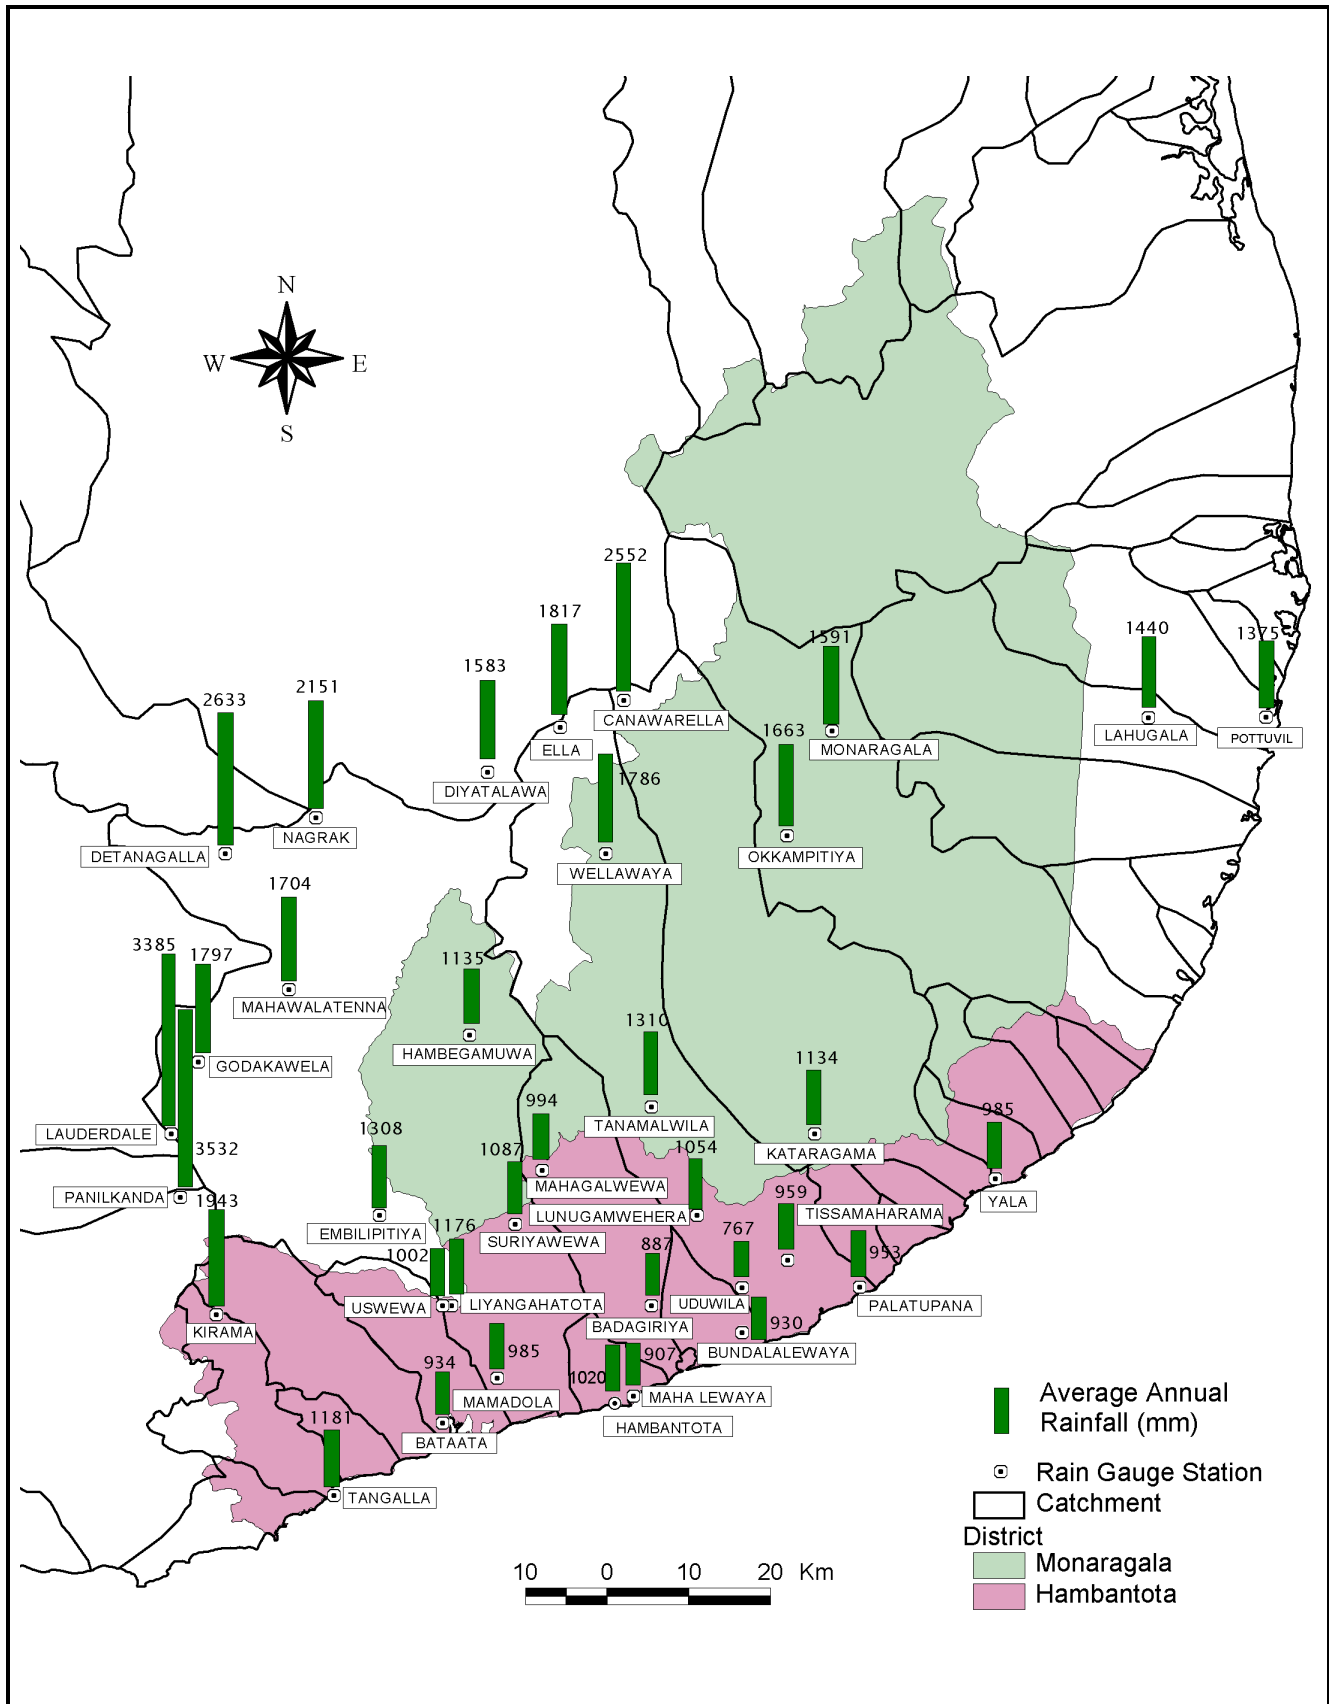 N
W
E
S
2552
1817
1583
CANAWARELLA
ELLA
DIYATALAWA
1591
MONARAGALA
1440
LAHUGALA
1375
POTTUVIL
2633
2151
NAGRAK
DETANAGALLA
1786
WELLAWAYA
1663
OKKAMPITIYA
1704
MAHAWALATENNA
3385
1797
GODAKAWELA
LAUDERDALE
3532
PANILKANDA
1943
KIRAMA
1135
HAMBEGAMUWA
1310
TANAMALWILA
1134
KATARAGAMA
985
YALA
994
MAHAGALWEWA
1308
EMBILIPITIYA
1087
SURIYAWEWA
1054
LUNUGAMWEHERA
959
TISSAMAHARAMA
953
PALATUPANA
1002
USWEWA
1176
LIYANGAHATOTA
887
BADAGIRIYA
767
UDUWILA
930
BUNDALALEWAYA
985
MAMADOLA
934
BATAATA
1020
HAMBANTOTA
907
MAHA LEWAYA
1181
TANGALLA
Average Annual
Rainfall (mm)
Rain Gauge Station
Catchment
District
Monaragala
Hambantota
10 0 10 20 Km